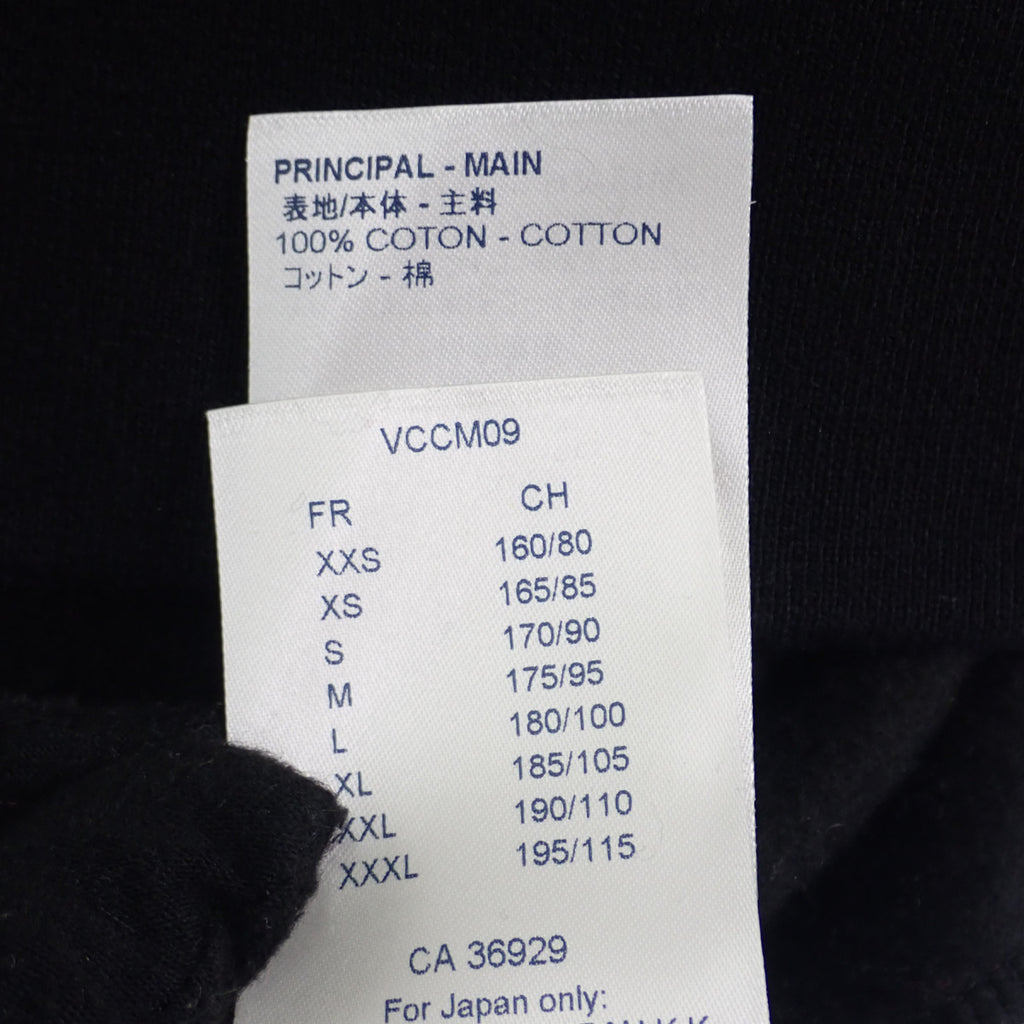 PRINCIPAL - MAIN
表地/本体 - 主料
100% COTON - COTTON
コットン - 棉
VCCM09
FR CH
XXS 160/80
XS 165/85
S 170/90
M 175/95
L 180/100
XL 185/105
XXL 190/110
XXXL 195/115
CA 36929
For Japan only: